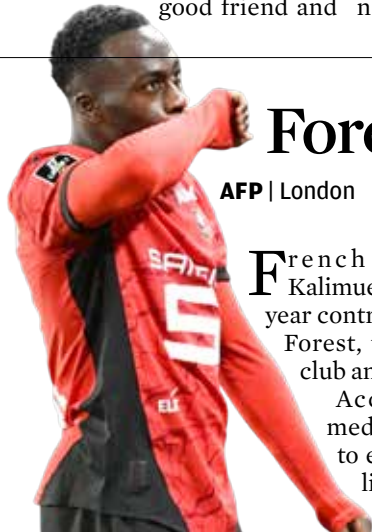 good friend and n
Fore
AFP | London
French
Kalimue
year contr
Forest,
club an
Acc
med
to e
li